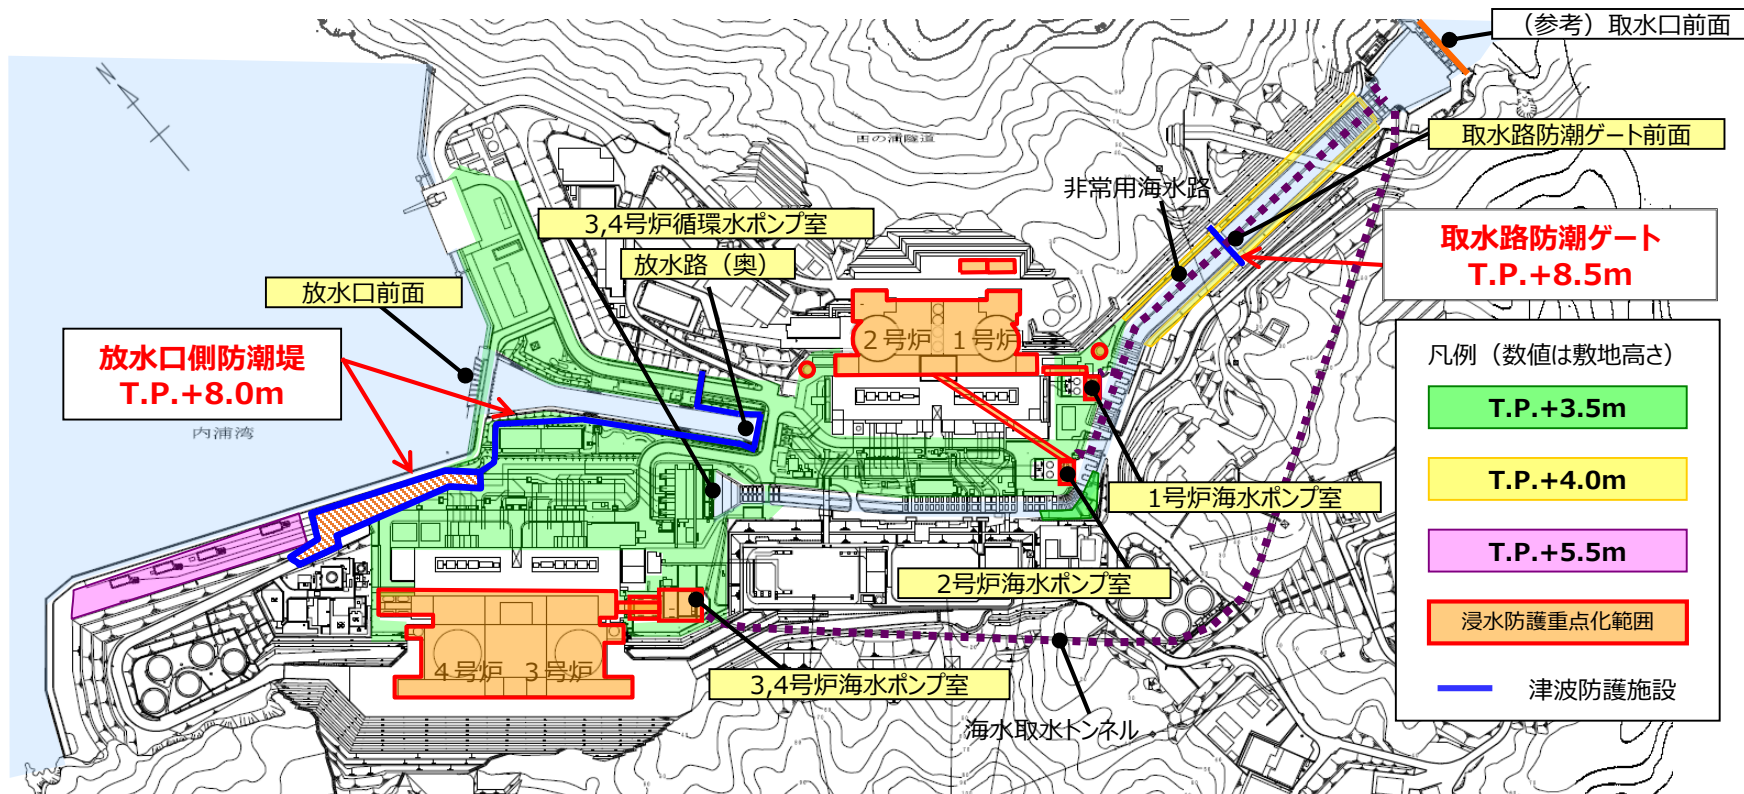 （参考）取水口前面
取水路防潮ゲート前面
田の浦隧道
非常用海水路
取水路防潮ゲート
T.P.+8.5m
3,4号炉循環水ポンプ室
放水路（奥）
放水口前面
放水口側防潮堤
T.P.+8.0m
内浦湾
N
2号炉
1号炉
凡例（数値は敷地高さ）
T.P.+3.5m
T.P.+4.0m
T.P.+5.5m
浸水防護重点化範囲
津波防護施設
1号炉海水ポンプ室
2号炉海水ポンプ室
4号炉
3号炉
3,4号炉海水ポンプ室
海水取水トンネル